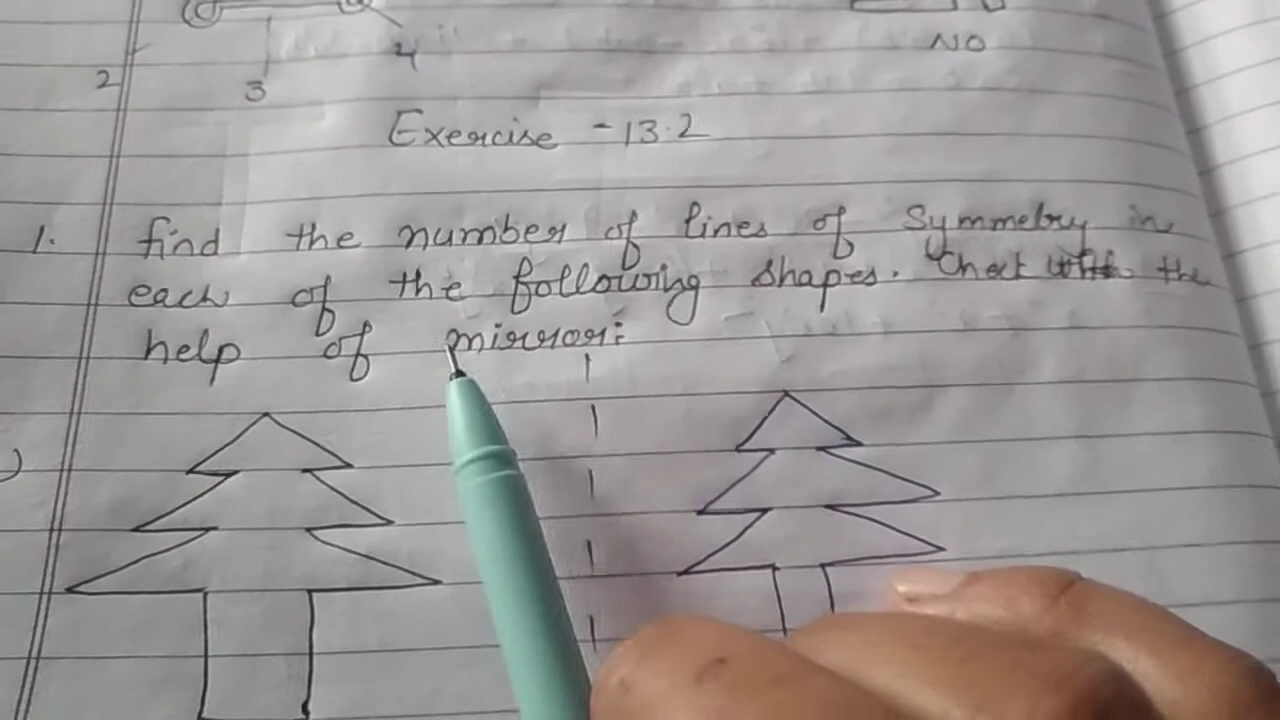 4
NO
2
3
Exercise - 13.2
1. find the number of lines of Symmetry in
each of the following shapes. Check with the
help of mirror:
)